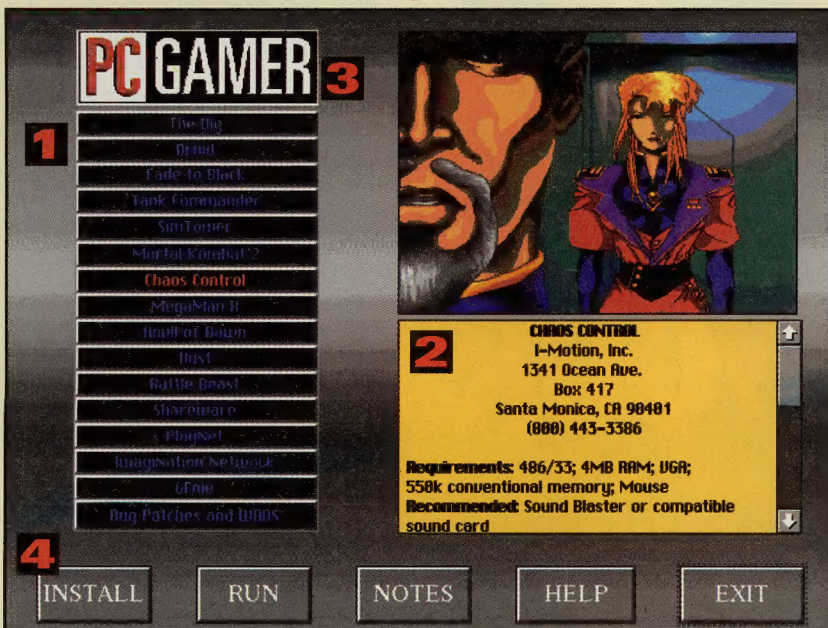 PC GAMER
3
1
The Dig
Druid
Fade to Black
Tank Commander
SimTower
Mortal Kombat 2
Chaos Control
MegaMan X
Anvil of Dawn
Dust
Battle Beast
Shareware
PlayNet
Imagination Network
GEnie
Bug Patches and WADS
2
CHAOS CONTROL
I-Motion, Inc.
1341 Ocean Ave.
Box 417
Santa Monica, CA 90401
(800) 443-3386
Requirements: 486/33; 4MB RAM; VGA;
550k conventional memory; Mouse
Recommended: Sound Blaster or compatible
sound card
4
INSTALL
RUN
NOTES
HELP
EXIT